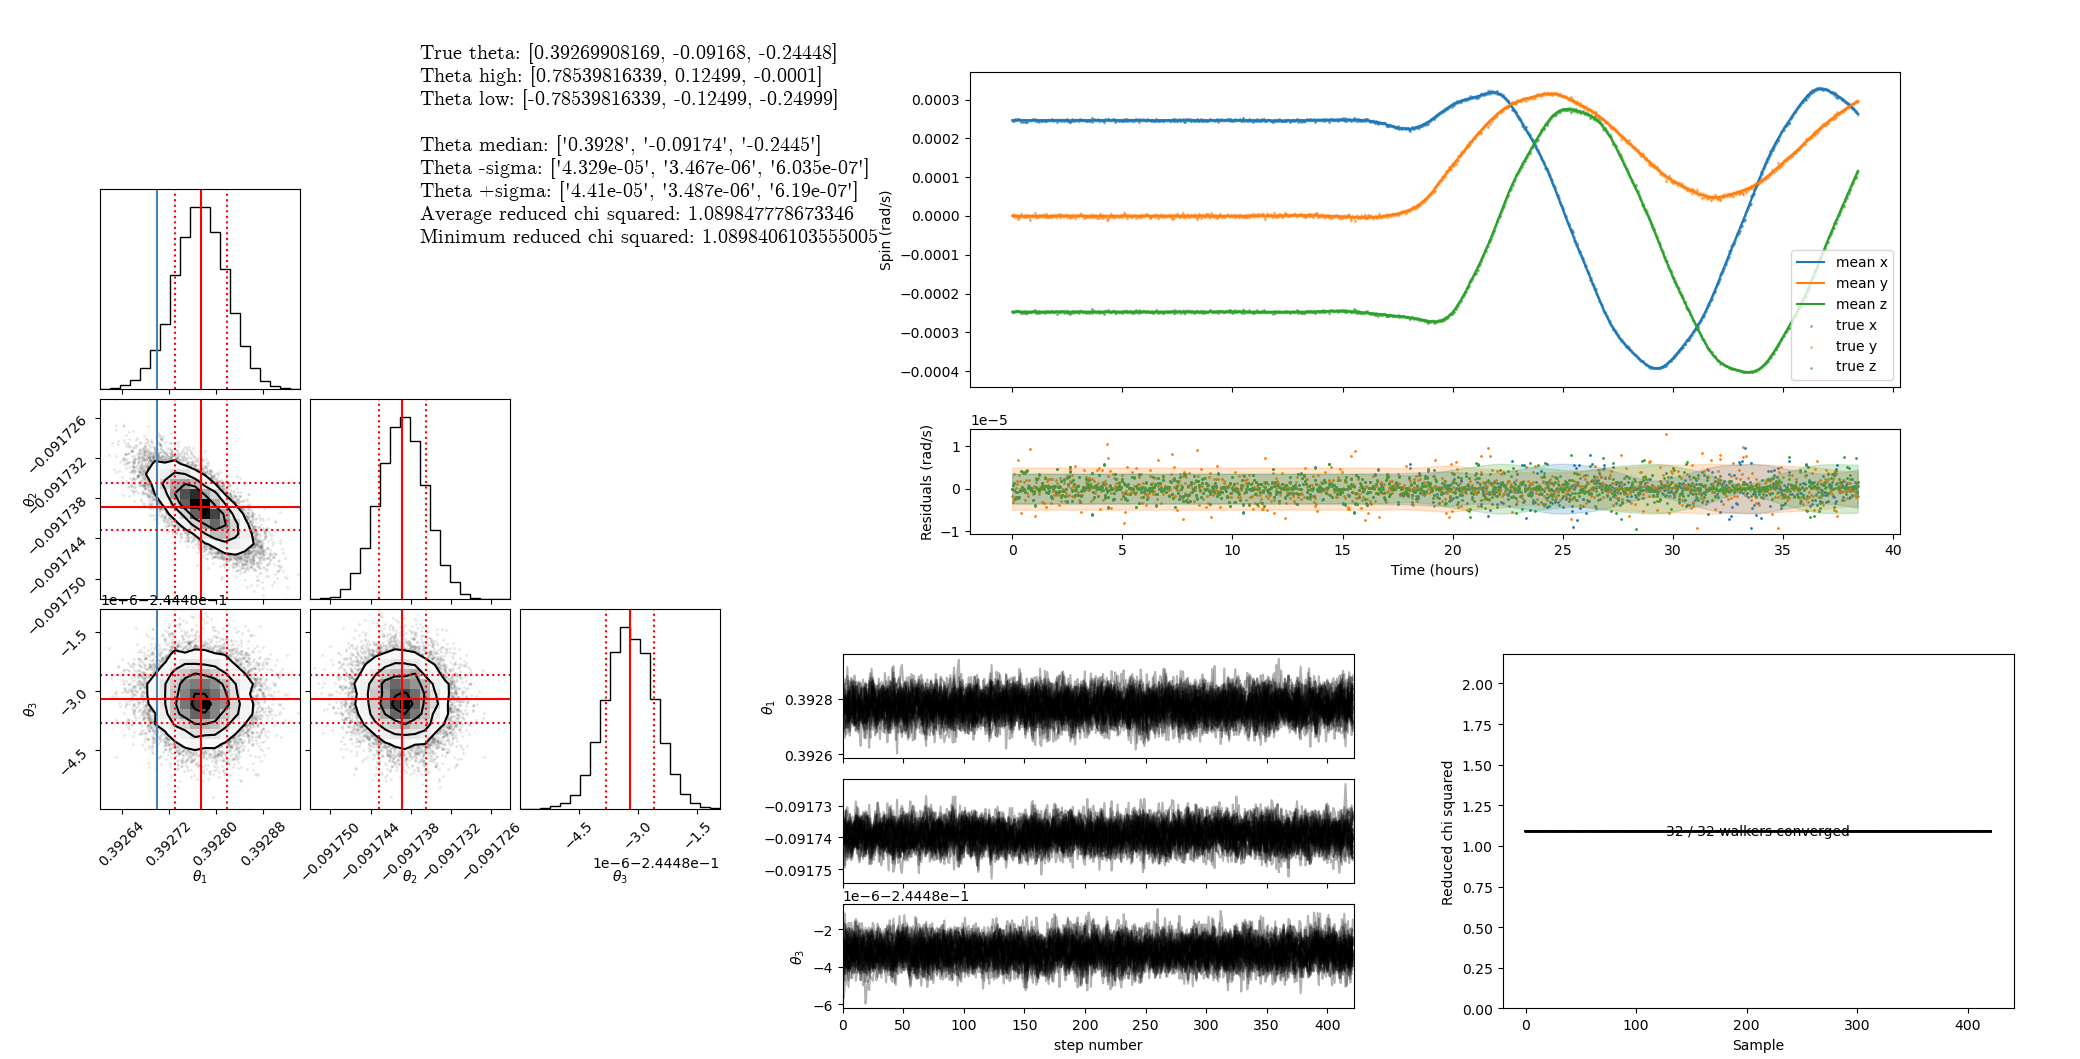 True theta: [0.39269908169, -0.09168, -0.24448]
Theta high: [0.78539816339, 0.12499, -0.0001]
Theta low: [-0.78539816339, -0.12499, -0.24999]
Theta median: ['0.3928', '-0.09174', '-0.2445']
Theta -sigma: ['4.329e-05', '3.467e-06', '6.035e-07']
Theta +sigma: ['4.41e-05', '3.487e-06', '6.19e-07']
Average reduced chi squared: 1.089847778673346
Minimum reduced chi squared: 1.0898406103555005
0.0003
0.0002
0.0001
0.0000
−0.0001
−0.0002
−0.0003
−0.0004
Spin (rad/s)
mean x
mean y
mean z
true x
true y
true z
1e−5
1
0
−1
Residuals (rad/s)
0 5 10 15 20 25 30 35 40
Time (hours)
−0.091726
−0.091732
−0.091738
−0.091744
−0.091750
θ2
1e−6−2.4448e−1
−1.5
−3.0
−4.5
θ3
0.39264 0.39272 0.39280 0.39288
θ1
−0.091750 −0.091744 −0.091738 −0.091732 −0.091726
θ2
−4.5 −3.0 −1.5
1e−6−2.4448e−1
θ3
0.3928
0.3926
θ1
−0.09173
−0.09174
−0.09175
1e−6−2.4448e−1
−2
−4
−6
θ3
0 50 100 150 200 250 300 350 400
step number
2.00
1.75
1.50
1.25
1.00
0.75
0.50
0.25
0.00
Reduced chi squared
32 / 32 walkers converged
0 100 200 300 400
Sample